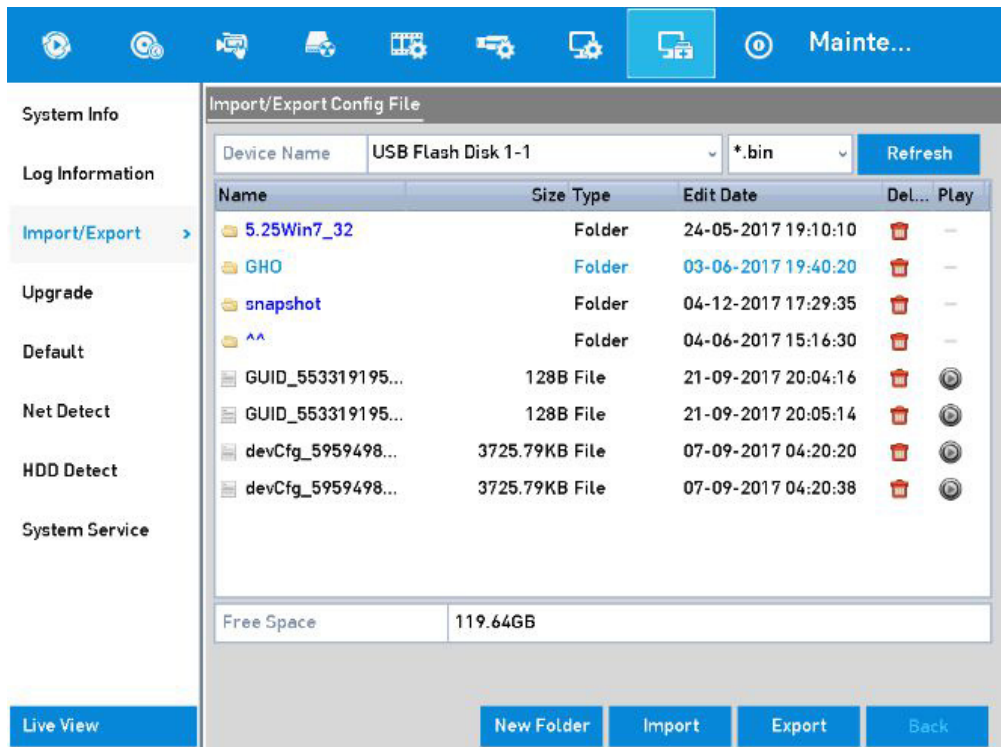 Mainte...
System Info
Log Information
Import/Export >
Upgrade
Default
Net Detect
HDD Detect
System Service
Live View
Import/Export Config File
Device Name USB Flash Disk 1-1 *.bin Refresh
Name Size Type Edit Date Del... Play
5.25Win7_32 Folder 24-05-2017 19:10:10 —
GHO Folder 03-06-2017 19:40:20 —
snapshot Folder 04-12-2017 17:29:35 —
^^ Folder 04-06-2017 15:16:30 —
GUID_553319195... 128B File 21-09-2017 20:04:16
GUID_553319195... 128B File 21-09-2017 20:05:14
devCfg_5959498... 3725.79KB File 07-09-2017 04:20:20
devCfg_5959498... 3725.79KB File 07-09-2017 04:20:38
Free Space 119.64GB
New Folder Import Export Back